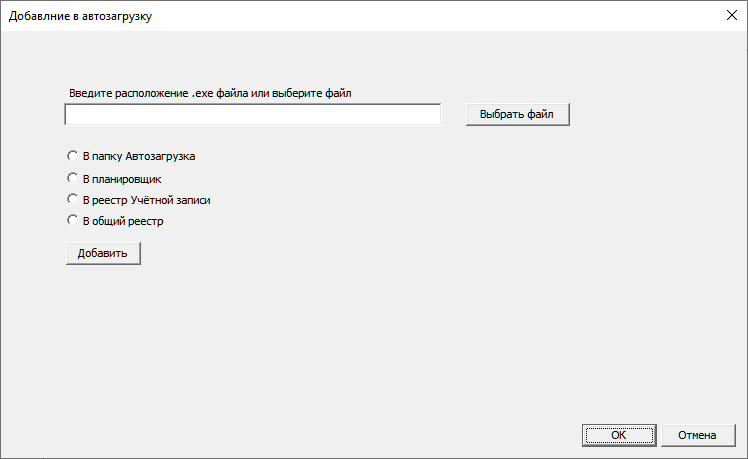 Добавлние в автозагрузку
Введите расположение .exe файла или выберите файл
Выбрать файл
В папку Автозагрузка
В планировщик
В реестр Учётной записи
В общий реестр
Добавить
OK
Отмена